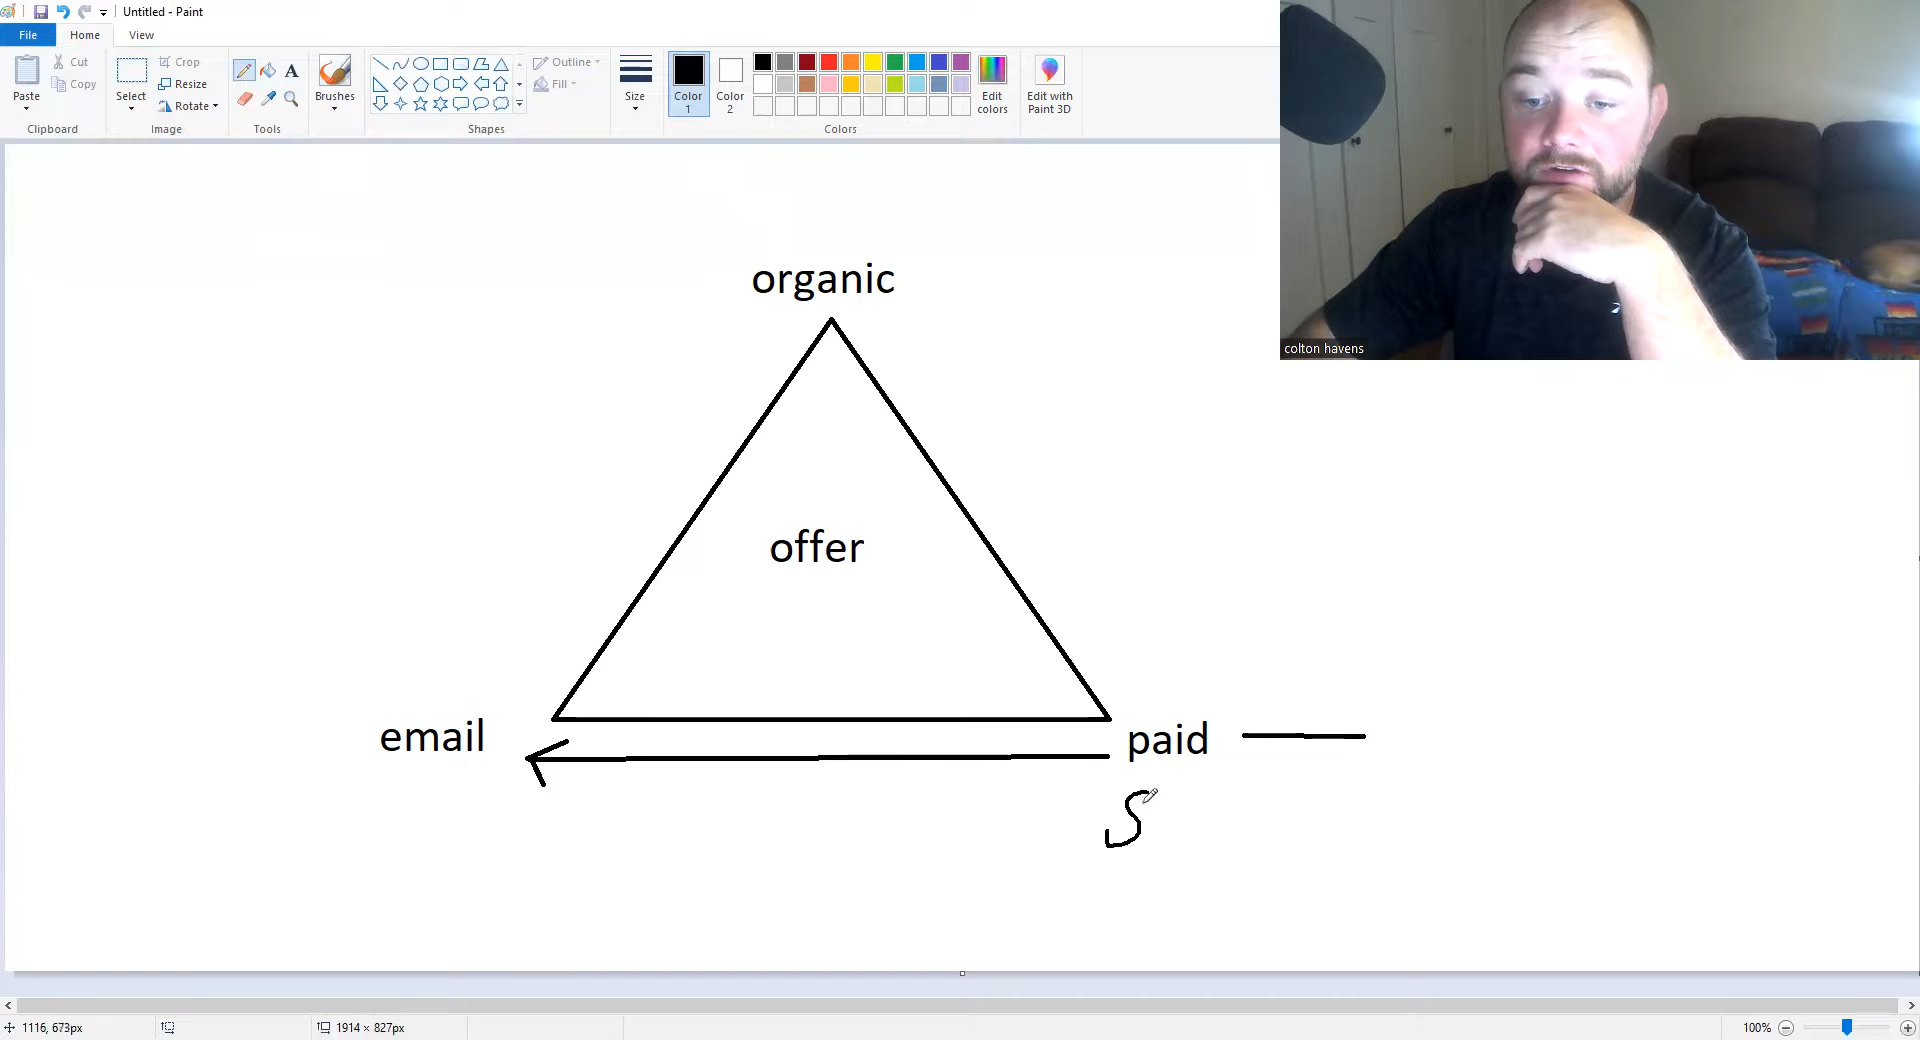 Untitled - Paint
File Home View
Paste
Cut
Copy
Clipboard
Select
Crop
Resize
Rotate
Image
A
Tools
Brushes
Shapes
Outline
Fill
Size
Color 1
Color 2
Edit colors
Edit with Paint 3D
Colors
colton havens
organic
offer
email
paid
S
1116, 673px
1914 × 827px
100%